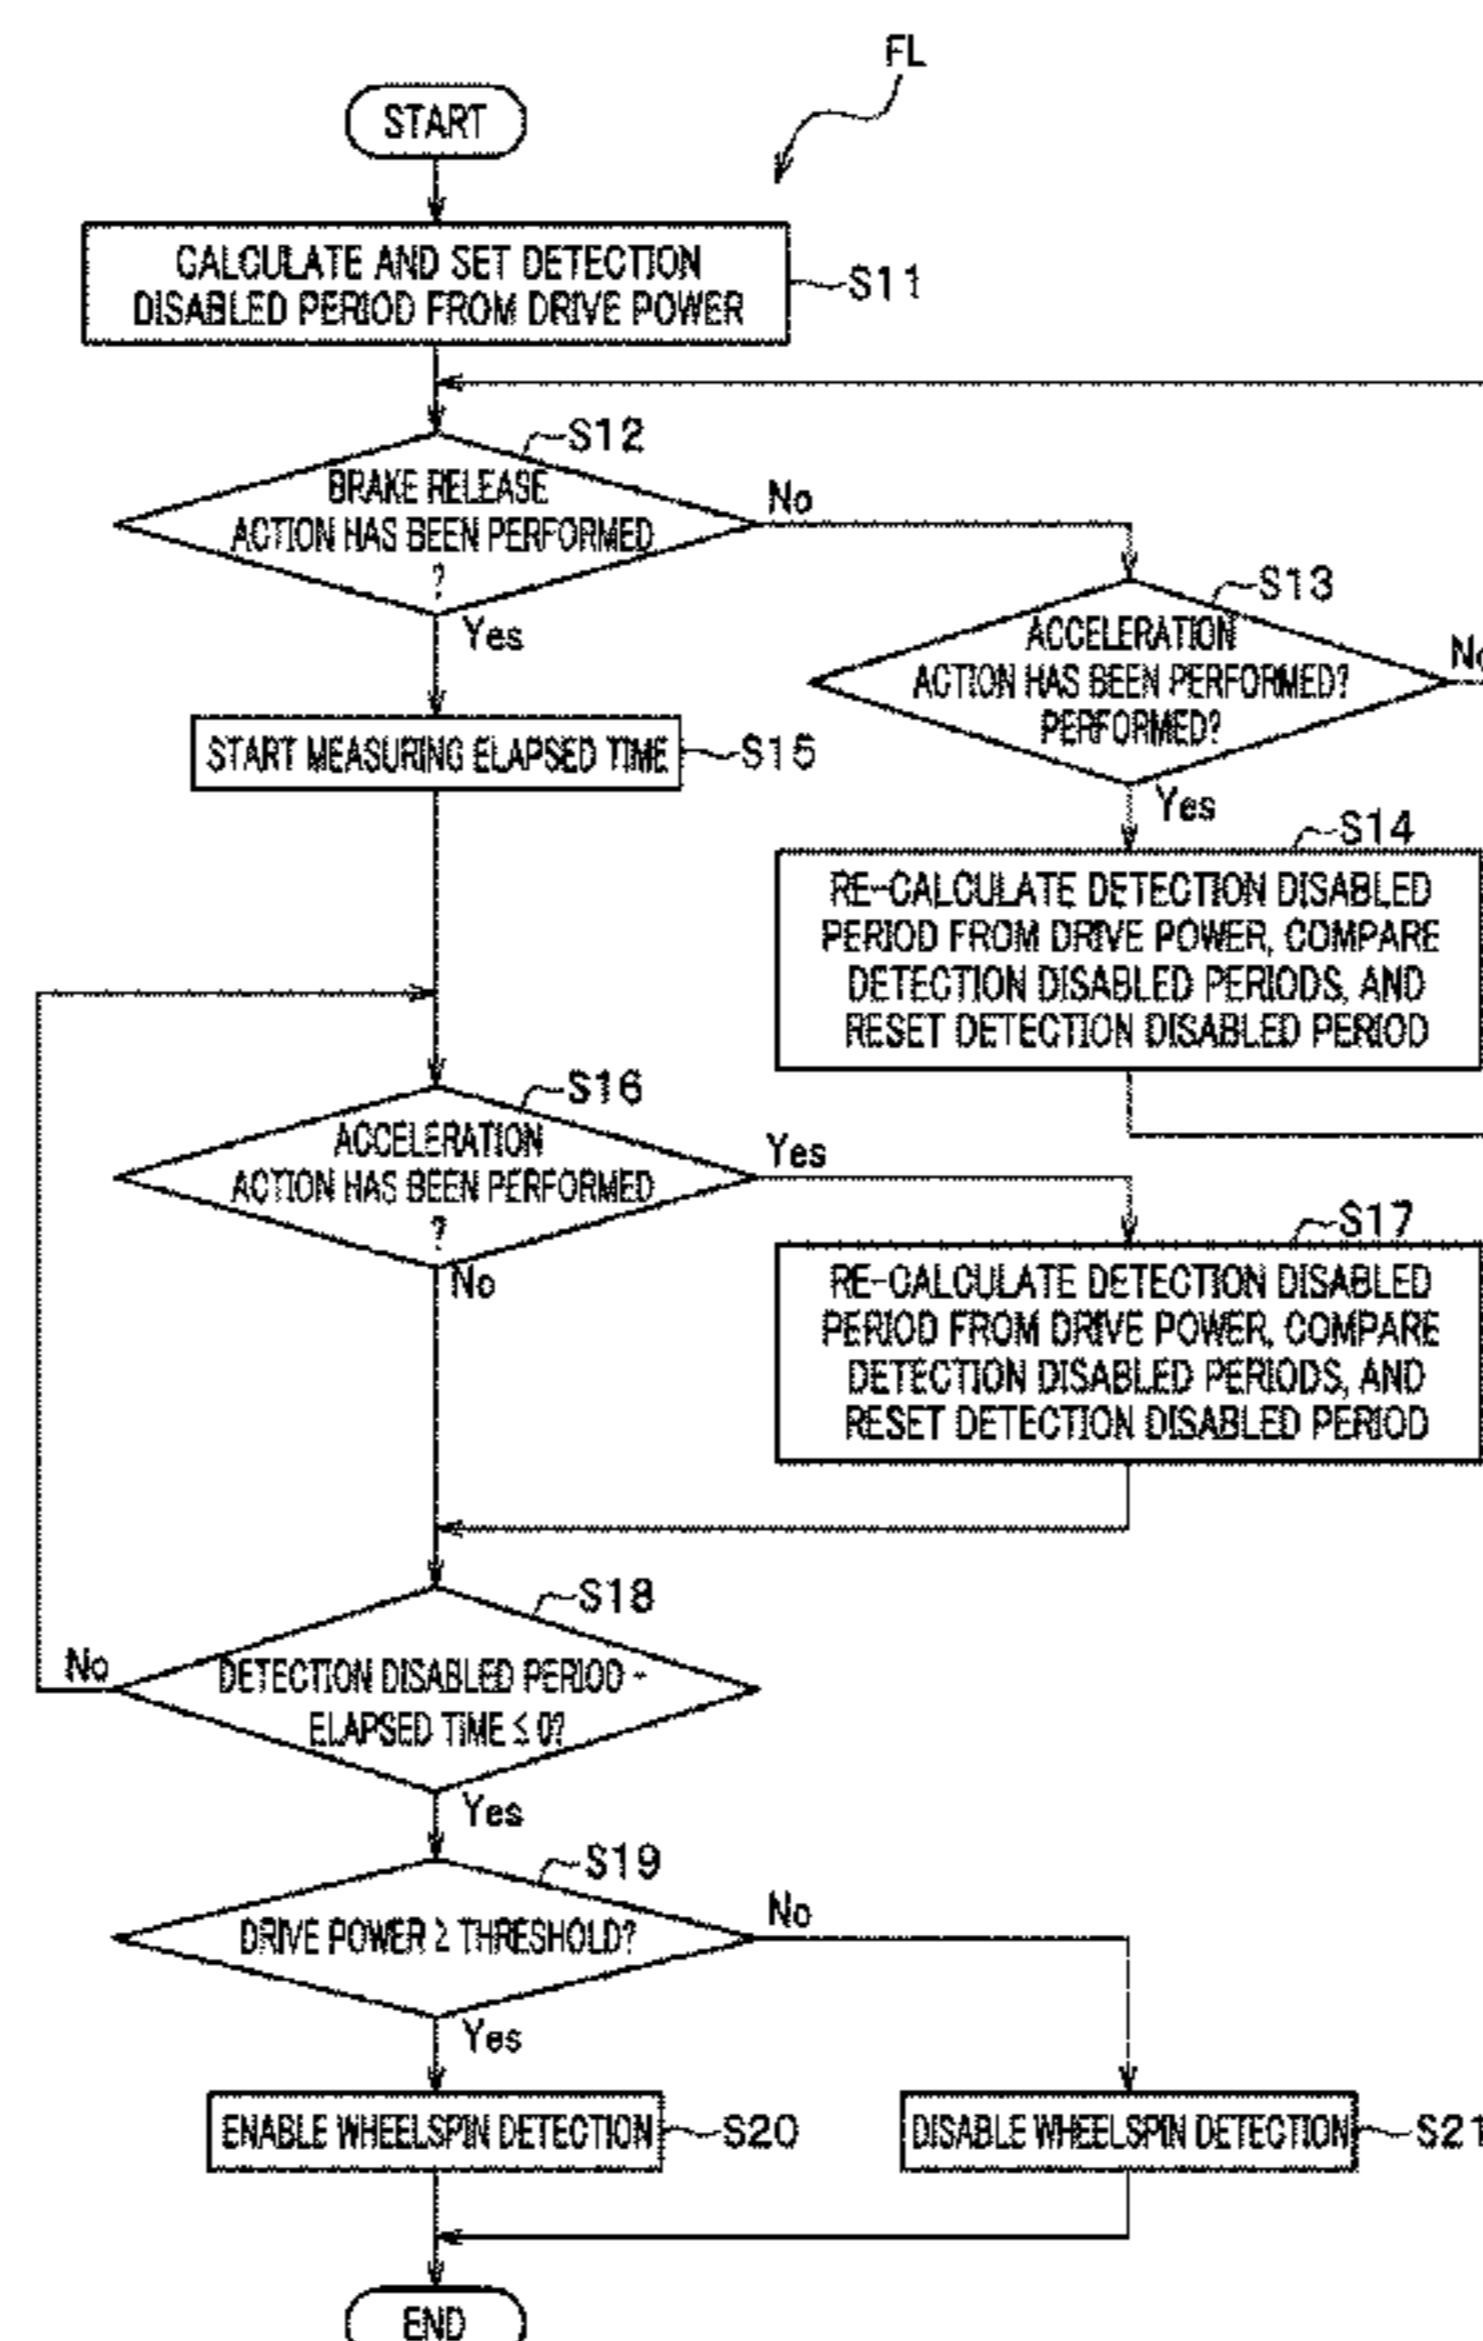 FL
START
CALCULATE AND SET DETECTION
DISABLED PERIOD FROM DRIVE POWER
S11
S12
BRAKE RELEASE
ACTION HAS BEEN PERFORMED
?
No
Yes
S13
ACCELERATION
ACTION HAS BEEN PERFORMED?
PERFORMED?
No
Yes
START MEASURING ELAPSED TIME
S15
S14
RE-CALCULATE DETECTION DISABLED
PERIOD FROM DRIVE POWER, COMPARE
DETECTION DISABLED PERIODS, AND
RESET DETECTION DISABLED PERIOD
S16
ACCELERATION
ACTION HAS BEEN PERFORMED
?
Yes
No
S17
RE-CALCULATE DETECTION DISABLED
PERIOD FROM DRIVE POWER, COMPARE
DETECTION DISABLED PERIODS, AND
RESET DETECTION DISABLED PERIOD
S18
DETECTION DISABLED PERIOD -
ELAPSED TIME ≤ 0?
No
Yes
S19
DRIVE POWER ≥ THRESHOLD?
No
Yes
ENABLE WHEELSPIN DETECTION
S20
DISABLE WHEELSPIN DETECTION
S21
END